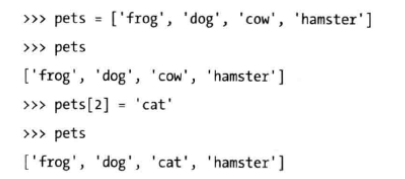 >>> pets = ['frog', 'dog', 'cow', 'hamster']
>>> pets
['frog', 'dog', 'cow', 'hamster']
>>> pets[2] = 'cat'
>>> pets
['frog', 'dog', 'cat', 'hamster']